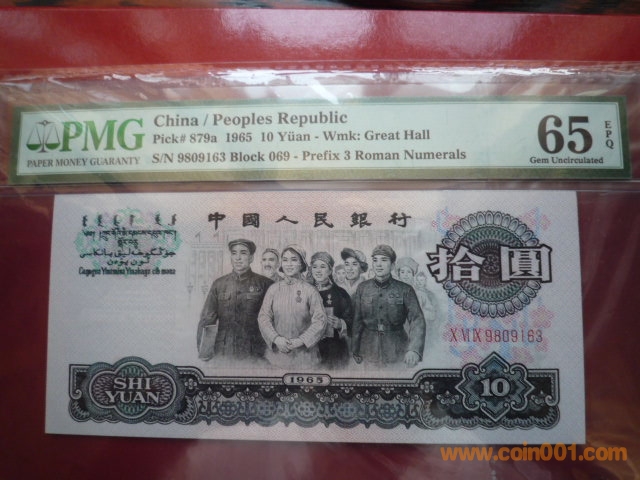 PMG
PAPER MONEY GUARANTY
China / Peoples Republic
Pick# 879a 1965 10 Yüan - Wmk: Great Hall
S/N 9809163 Block 069 - Prefix 3 Roman Numerals
65 EPQ
Gem Uncirculated
中國人民銀行
拾圓
X VI IX 9809163
1965
SHI
YUAN
10
www.coin001.com